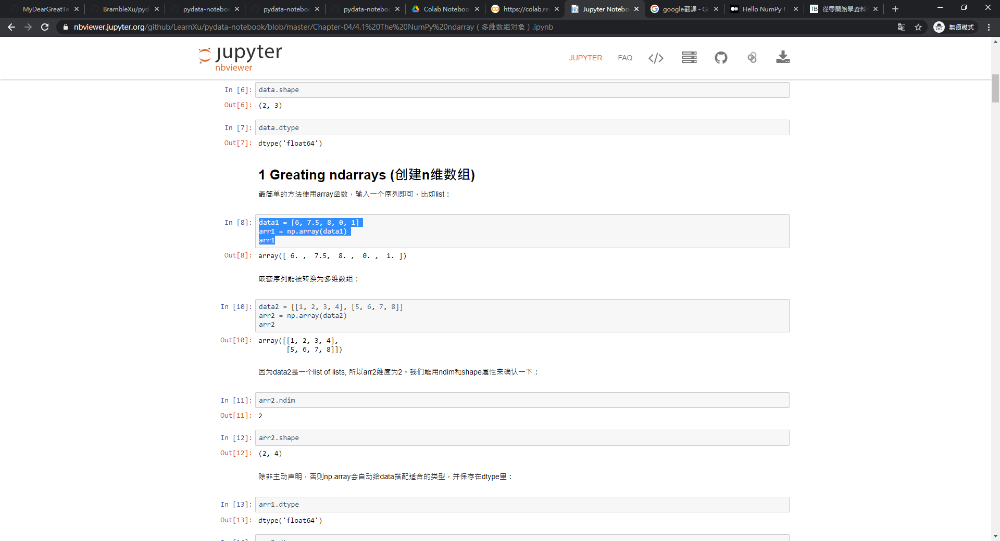 MyDearGreatTe
BrambleXu/pyd
pydata-notebo
pydata-notebo
pydata-notebo
Colab Notebook
https://colab.re
Jupyter Notebo
google翻譯 - Go
Hello NumPy！
TB 從零開始學資料科
nbviewer.jupyter.org/github/LearnXu/pydata-notebook/blob/master/Chapter-04/4.1%20The%20NumPy%20ndarray（多维数组对象）.ipynb
無痕模式
jupyter
nbviewer
JUPYTER FAQ
In [6]: data.shape
Out[6]: (2, 3)
In [7]: data.dtype
Out[7]: dtype('float64')
1 Greating ndarrays (创建n维数组)
最简单的方法使用array函数，输入一个序列即可，比如list：
In [8]: data1 = [6, 7.5, 8, 0, 1]
arr1 = np.array(data1)
arr1
Out[8]: array([ 6. ,  7.5,  8. ,  0. ,  1. ])
嵌套序列能被转换为多维数组：
In [10]: data2 = [[1, 2, 3, 4], [5, 6, 7, 8]]
arr2 = np.array(data2)
arr2
Out[10]: array([[1, 2, 3, 4],
[5, 6, 7, 8]])
因为data2是一个list of lists, 所以arr2维度为2。我们能用ndim和shape属性来确认一下：
In [11]: arr2.ndim
Out[11]: 2
In [12]: arr2.shape
Out[12]: (2, 4)
除非主动声明，否则np.array会自动给data搭配适合的类型，并保存在dtype里：
In [13]: arr1.dtype
Out[13]: dtype('float64')